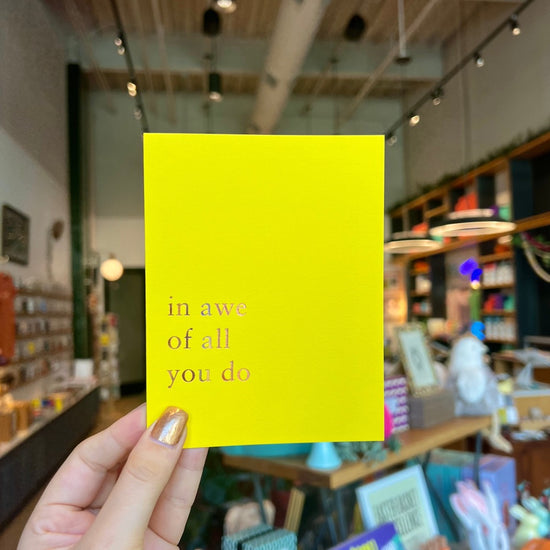 in awe
of all
you do